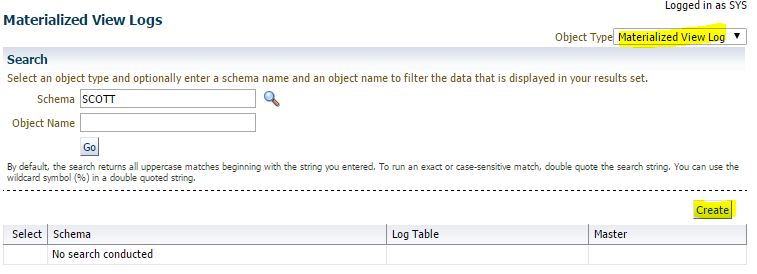 Logged in as SYS
Materialized View Logs
Object Type Materialized View Log
Search
Select an object type and optionally enter a schema name and an object name to filter the data that is displayed in your results set.
Schema SCOTT
Object Name
Go
By default, the search returns all uppercase matches beginning with the string you entered. To run an exact or case-sensitive match, double quote the search string. You can use the
wildcard symbol (%) in a double quoted string.
Create
Select Schema Log Table Master
No search conducted